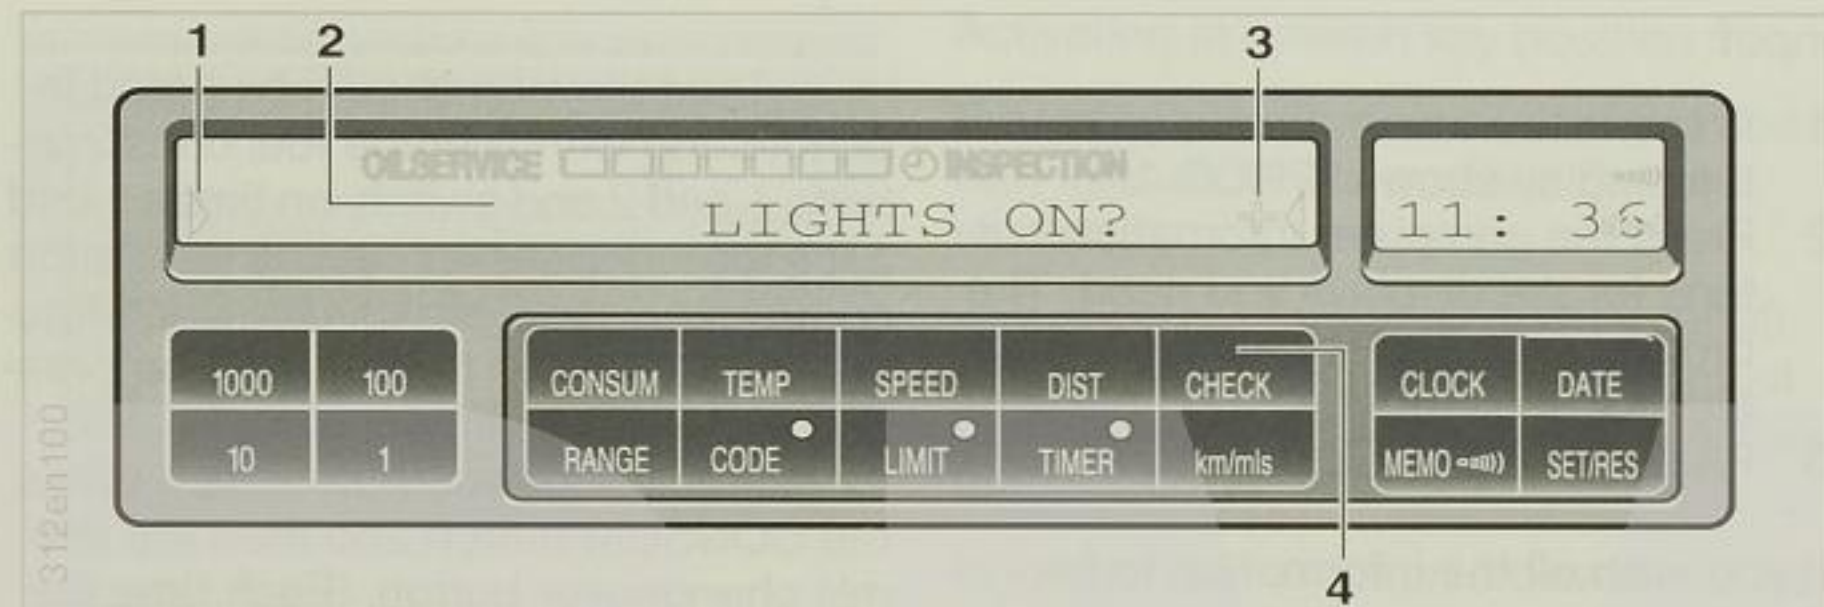 1 2 3
OILSERVICE INSPECTION
LIGHTS ON?
11: 36
1000 100 CONSUM TEMP SPEED DIST CHECK CLOCK DATE
10 1 RANGE CODE LIMIT TIMER km/mls MEMO SET/RES
4
312en100